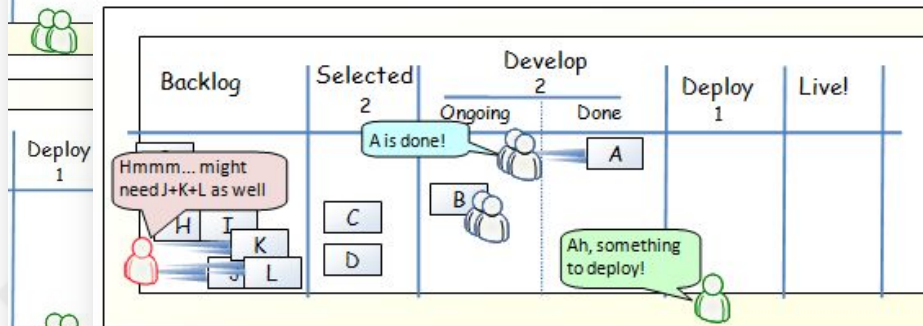 Backlog
Selected
2
Develop
2
Ongoing
Done
Deploy
1
Live!
Deploy
1
A is done!
A
Hmmm... might
need J+K+L as well
B
H I
C
K
D
J L
Ah, something
to deploy!